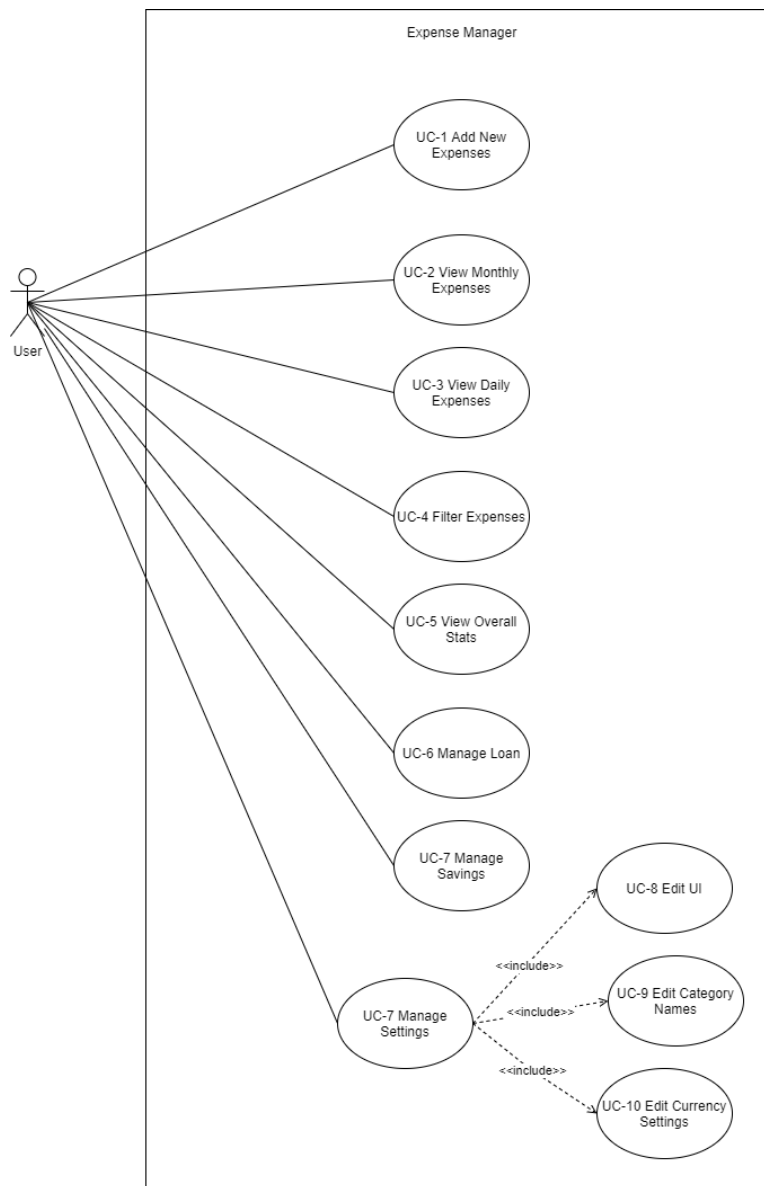 Expense Manager
UC-1 Add New
Expenses
UC-2 View Monthly
Expenses
User
UC-3 View Daily
Expenses
UC-4 Filter Expenses
UC-5 View Overall
Stats
UC-6 Manage Loan
UC-7 Manage
Savings
UC-8 Edit UI
<<include>>
UC-7 Manage
Settings
<<include>>
UC-9 Edit Category
Names
<<include>>
UC-10 Edit Currency
Settings